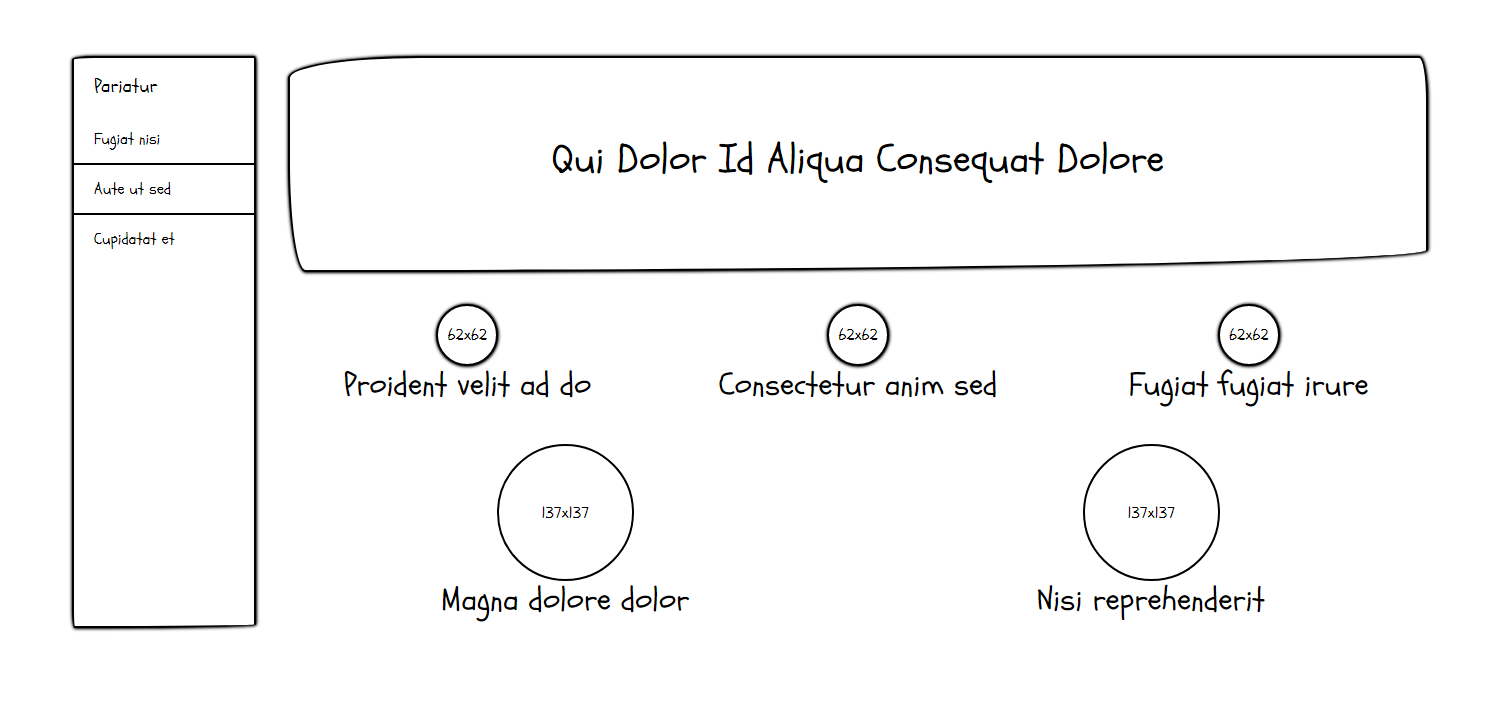 Pariatur
Fugiat nisi
Aute ut sed
Cupidatat et
Qui Dolor Id Aliqua Consequat Dolore
62x62
62x62
62x62
Proident velit ad do
Consectetur anim sed
Fugiat fugiat irure
137x137
137x137
Magna dolore dolor
Nisi reprehenderit